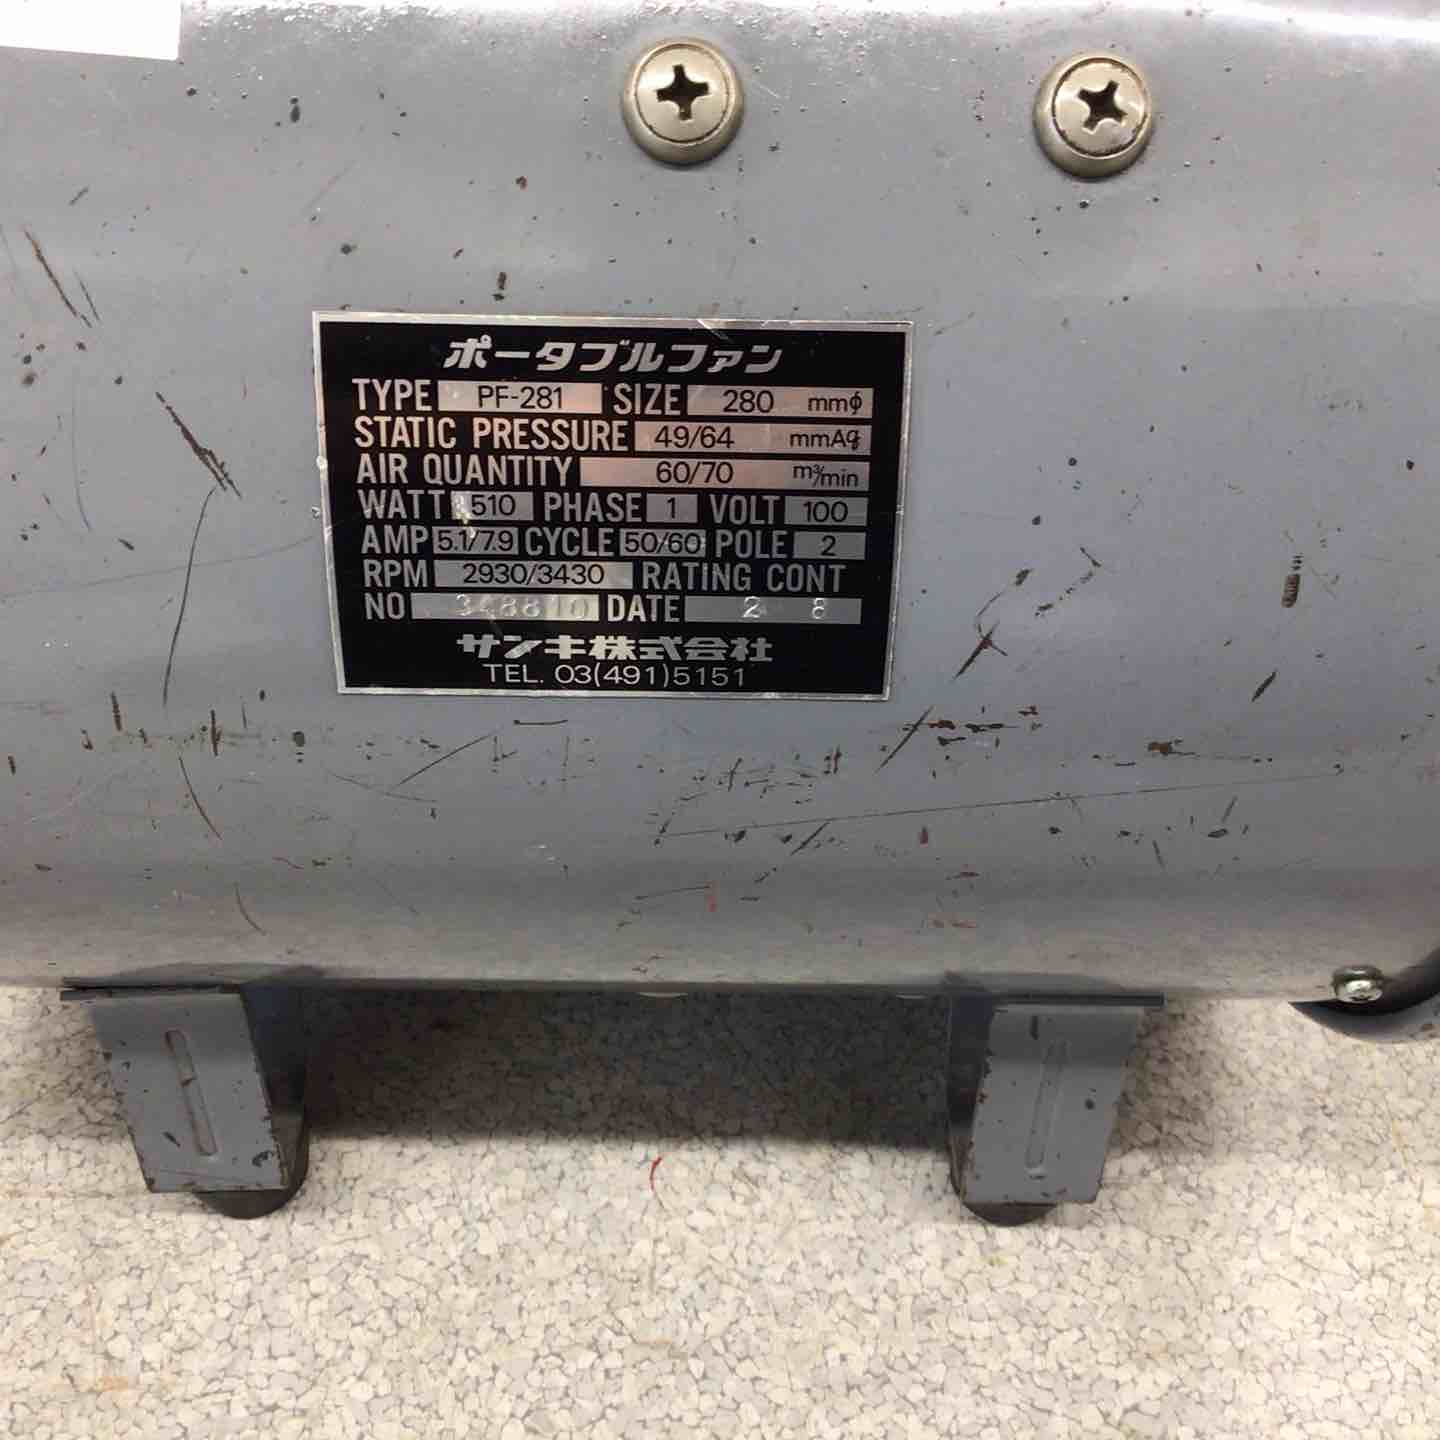 ポータブルファン
TYPE PF-281 SIZE 280 mmφ
STATIC PRESSURE 49/64 mmAq
AIR QUANTITY 60/70 m³/min
WATT 510 PHASE 1 VOLT 100
AMP 5.1/7.9 CYCLE 50/60 POLE 2
RPM 2930/3430 RATING CONT
NO 348810 DATE 2 8
サンキ株式会社
TEL. 03(491)5151